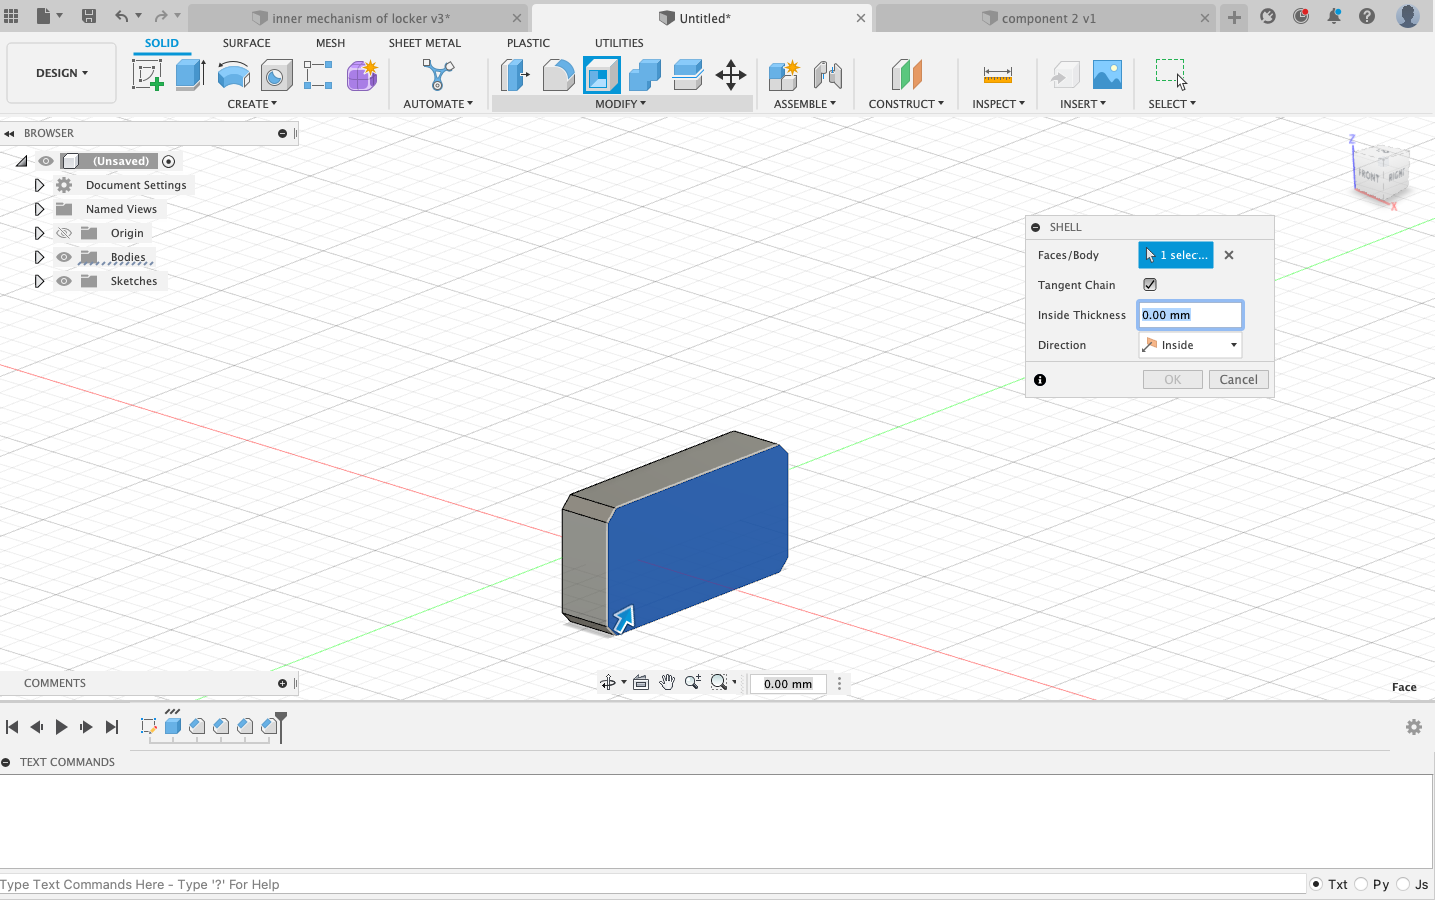 inner mechanism of locker v3*
Untitled*
component 2 v1
DESIGN
SOLID SURFACE MESH SHEET METAL PLASTIC UTILITIES
CREATE AUTOMATE MODIFY ASSEMBLE CONSTRUCT INSPECT INSERT SELECT
BROWSER
(Unsaved)
Document Settings
Named Views
Origin
Bodies
Sketches
Z
FRONT RIGHT
X
SHELL
Faces/Body 1 selec...
Tangent Chain
Inside Thickness 0.00 mm
Direction Inside
OK Cancel
COMMENTS
0.00 mm
Face
TEXT COMMANDS
Type Text Commands Here - Type '?' For Help
Txt Py Js